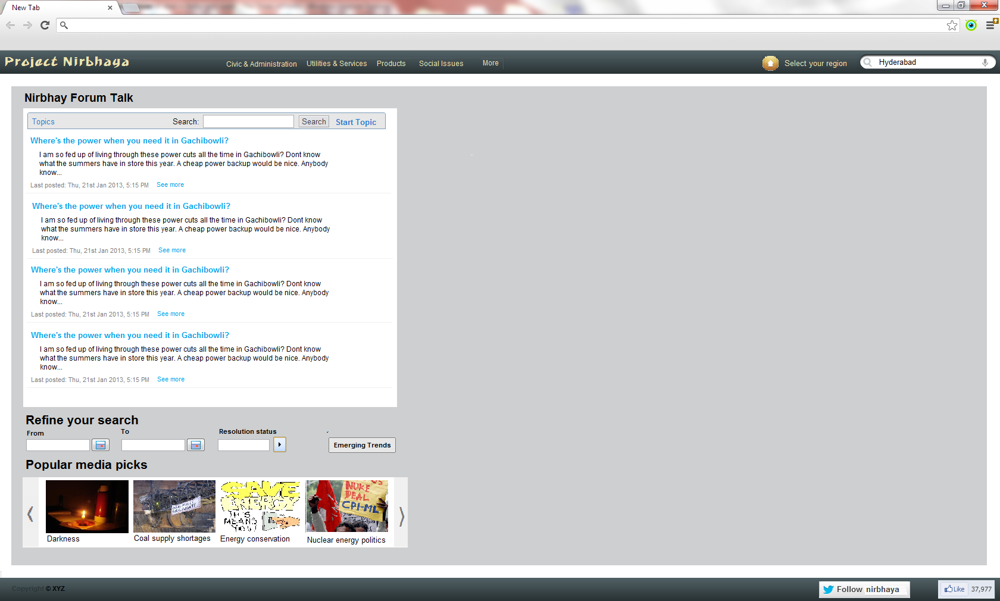 New Tab
Project Nirbhaya
Civic & Administration Utilities & Services Products Social Issues More
Select your region
Hyderabad
Nirbhay Forum Talk
Topics Search: Search Start Topic
Where's the power when you need it in Gachibowli?
I am so fed up of living through these power cuts all the time in Gachibowli? Dont know
what the summers have in store this year. A cheap power backup would be nice. Anybody
know...
Last posted: Thu, 21st Jan 2013, 5:15 PM See more
Where's the power when you need it in Gachibowli?
I am so fed up of living through these power cuts all the time in Gachibowli? Dont know
what the summers have in store this year. A cheap power backup would be nice. Anybody
know...
Last posted: Thu, 21st Jan 2013, 5:15 PM See more
Where's the power when you need it in Gachibowli?
I am so fed up of living through these power cuts all the time in Gachibowli? Dont know
what the summers have in store this year. A cheap power backup would be nice. Anybody
know...
Last posted: Thu, 21st Jan 2013, 5:15 PM See more
Where's the power when you need it in Gachibowli?
I am so fed up of living through these power cuts all the time in Gachibowli? Dont know
what the summers have in store this year. A cheap power backup would be nice. Anybody
know...
Last posted: Thu, 21st Jan 2013, 5:15 PM See more
Refine your search
From To Resolution status
Emerging Trends
Popular media picks
SAVE
ENERGY
THIS
MEANS
YOU!
NUKE
DEAL
CPI-ML
Darkness Coal supply shortages Energy conservation Nuclear energy politics
Copyright © XYZ
Follow nirbhaya
Like 37,977